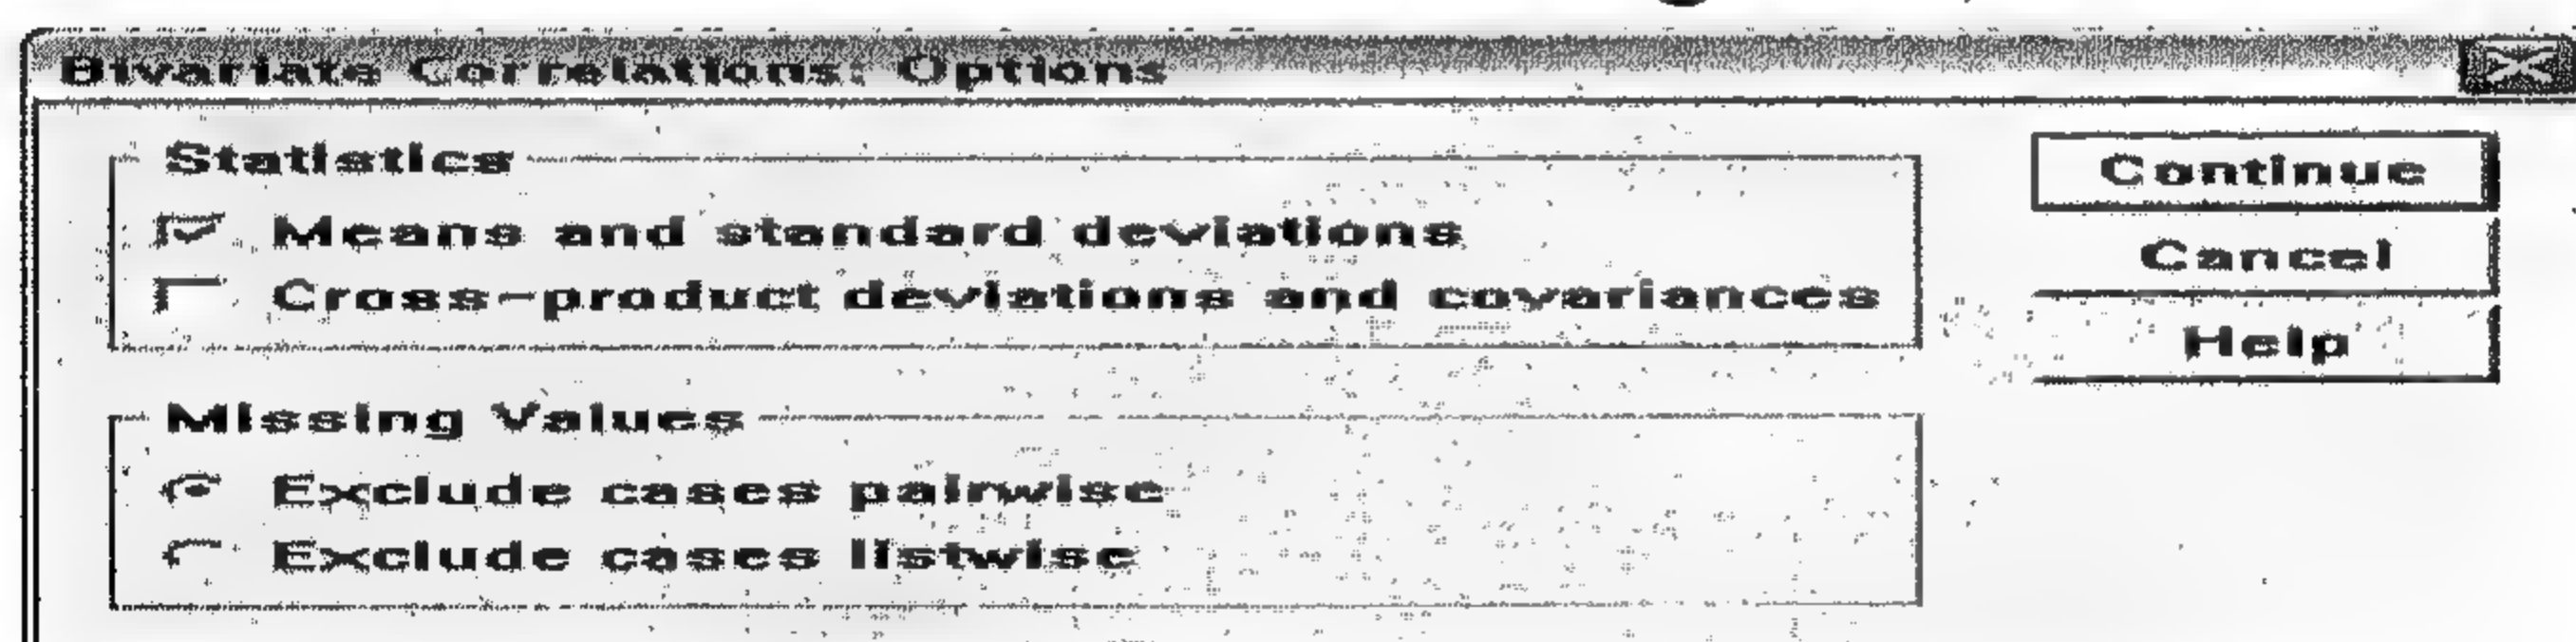 Bivariate Correlations: Options
Statistics
Means and standard deviations
Cross-product deviations and covariances
Continue
Cancel
Help
Missing Values
Exclude cases pairwise
Exclude cases listwise